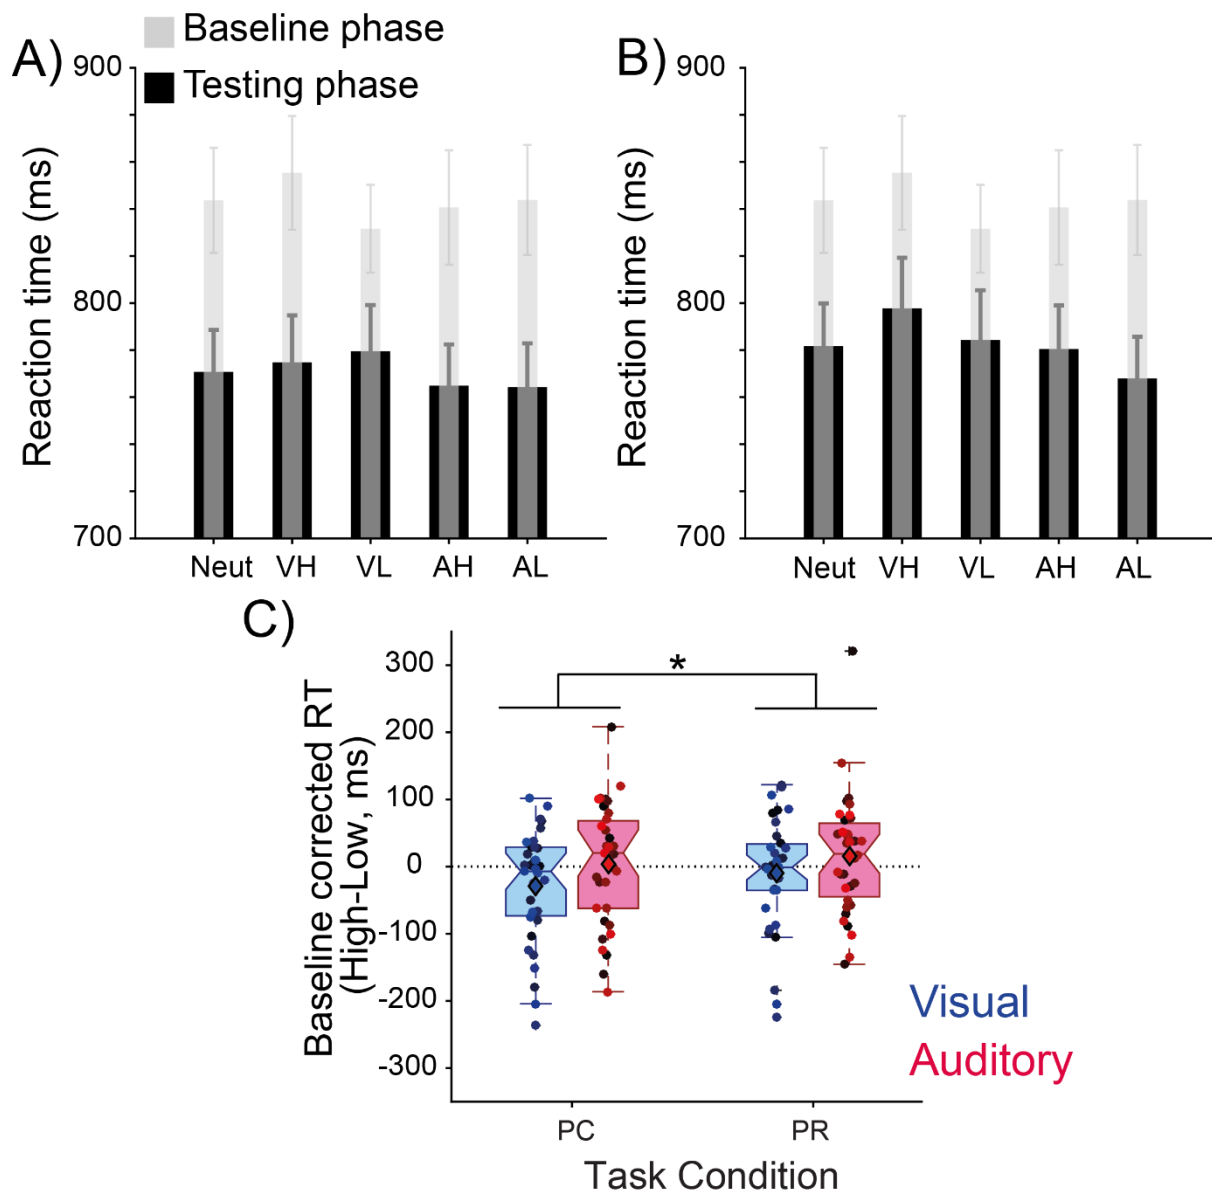 Baseline phase
Testing phase
A)
900
800
700
Reaction time (ms)
Neut VH VL AH AL
B)
900
800
700
Reaction time (ms)
Neut VH VL AH AL
C)
300
200
100
0
-100
-200
-300
Baseline corrected RT
(High-Low, ms)
*
Visual
Auditory
PC PR
Task Condition